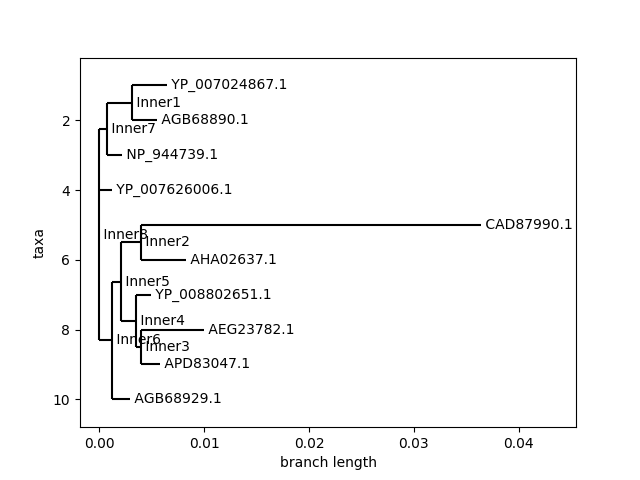 YP_007024867.1
Inner1
AGB68890.1
Inner7
NP_944739.1
YP_007626006.1
CAD87990.1
Inner8
Inner2
AHA02637.1
Inner5
YP_008802651.1
Inner4
AEG23782.1
Inner6
Inner3
APD83047.1
AGB68929.1
2
4
6
8
10
taxa
0.00 0.01 0.02 0.03 0.04
branch length